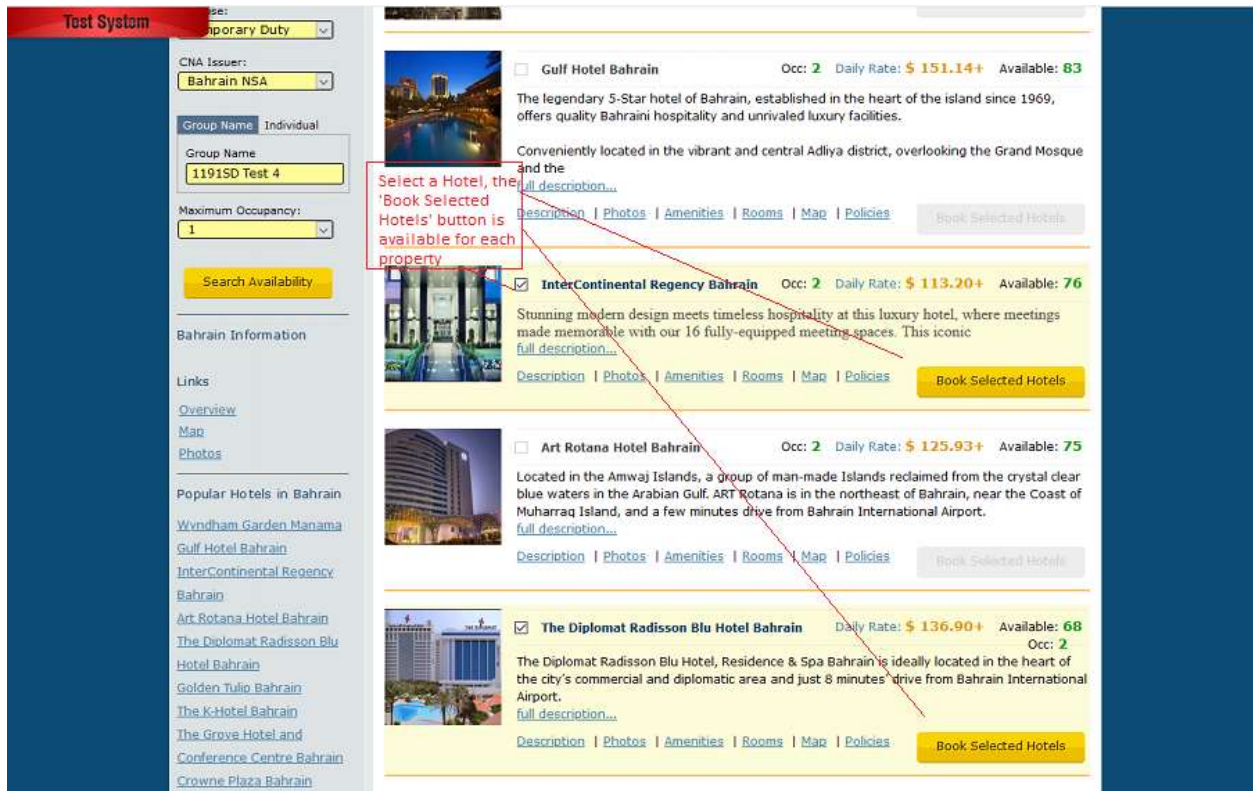 Test System
Temporary Duty
CNA Issuer:
Bahrain NSA
Group Name Individual
Group Name
1191SD Test 4
Maximum Occupancy:
1
Search Availability
Bahrain Information
Links
Overview
Map
Photos
Popular Hotels in Bahrain
Wyndham Garden Manama
Gulf Hotel Bahrain
InterContinental Regency
Bahrain
Art Rotana Hotel Bahrain
The Diplomat Radisson Blu
Hotel Bahrain
Golden Tulip Bahrain
The K-Hotel Bahrain
The Grove Hotel and
Conference Centre Bahrain
Crowne Plaza Bahrain
Gulf Hotel Bahrain Occ: 2 Daily Rate: $ 151.14+ Available: 83
The legendary 5-Star hotel of Bahrain, established in the heart of the island since 1969,
offers quality Bahraini hospitality and unrivaled luxury facilities.
Conveniently located in the vibrant and central Adliya district, overlooking the Grand Mosque
and the
full description...
Description | Photos | Amenities | Rooms | Map | Policies Book Selected Hotels
Select a Hotel, the
'Book Selected
Hotels' button is
available for each
property
InterContinental Regency Bahrain Occ: 2 Daily Rate: $ 113.20+ Available: 76
Stunning modern design meets timeless hospitality at this luxury hotel, where meetings
made memorable with our 16 fully-equipped meeting spaces. This iconic
full description...
Description | Photos | Amenities | Rooms | Map | Policies Book Selected Hotels
Art Rotana Hotel Bahrain Occ: 2 Daily Rate: $ 125.93+ Available: 75
Located in the Amwaj Islands, a group of man-made Islands reclaimed from the crystal clear
blue waters in the Arabian Gulf. ART Rotana is in the northeast of Bahrain, near the Coast of
Muharraq Island, and a few minutes drive from Bahrain International Airport.
full description...
Description | Photos | Amenities | Rooms | Map | Policies Book Selected Hotels
The Diplomat Radisson Blu Hotel Bahrain Daily Rate: $ 136.90+ Available: 68
Occ: 2
The Diplomat Radisson Blu Hotel, Residence & Spa Bahrain is ideally located in the heart of
the city's commercial and diplomatic area and just 8 minutes' drive from Bahrain International
Airport.
full description...
Description | Photos | Amenities | Rooms | Map | Policies Book Selected Hotels